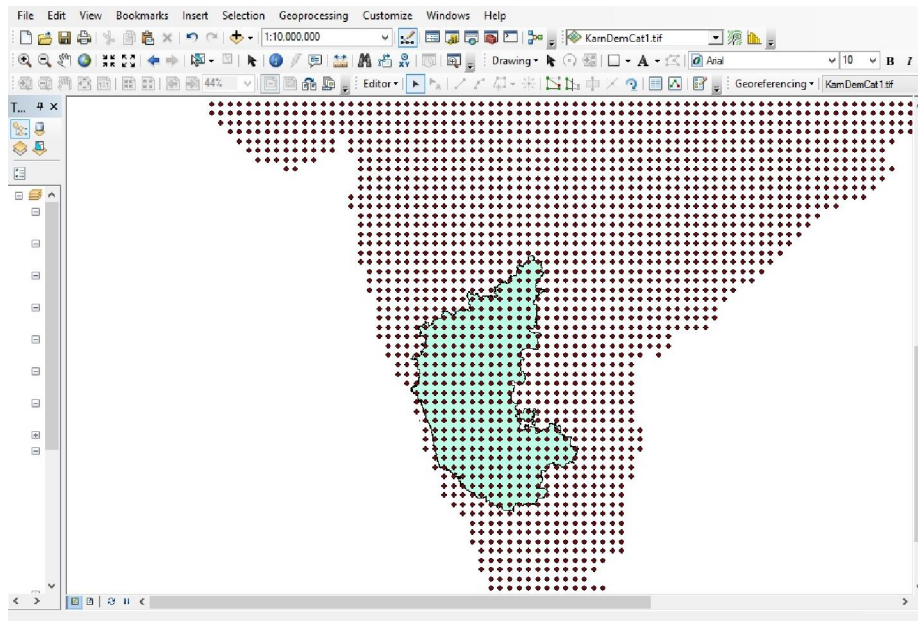 File Edit View Bookmarks Insert Selection Geoprocessing Customize Windows Help
1:10.000.000 KarnDemCat1.tif
Drawing A Arial 10 B I
44% Editor Georeferencing KarnDemCat1.tif
T...